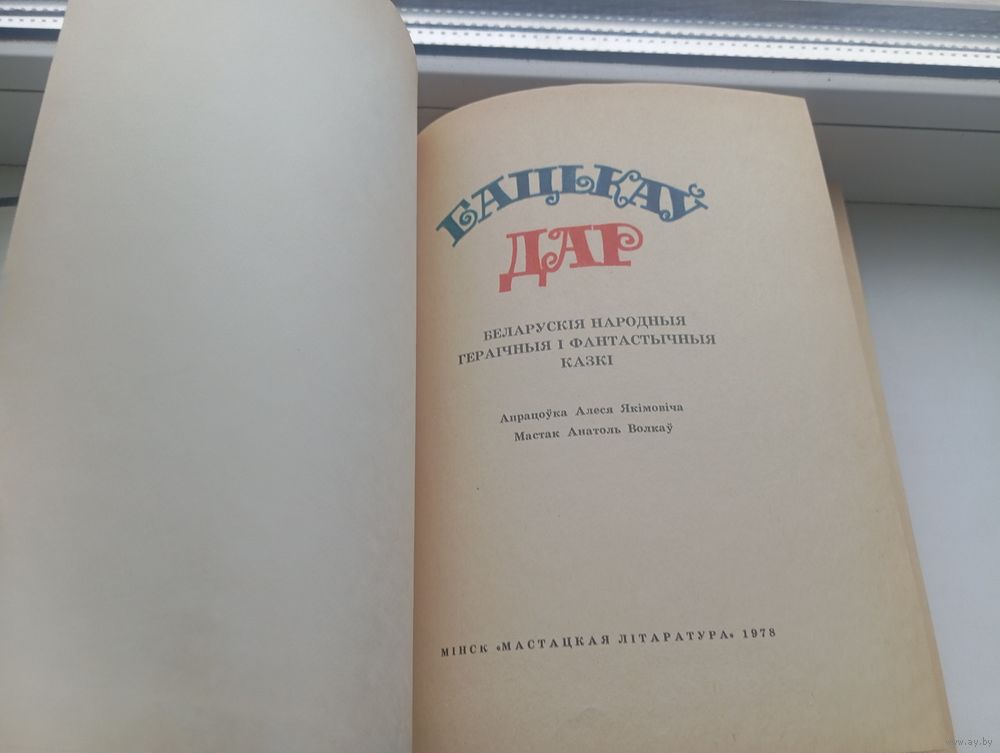 БАЦЬКАЎ
ДАР
БЕЛАРУСКІЯ НАРОДНЫЯ
ГЕРАІЧНЫЯ І ФАНТАСТЫЧНЫЯ
КАЗКІ
Апрацоўка Алеся Якімовіча
Мастак Анатоль Волкаў
МІНСК «МАСТАЦКАЯ ЛІТАРАТУРА» 1978
www.ay.by